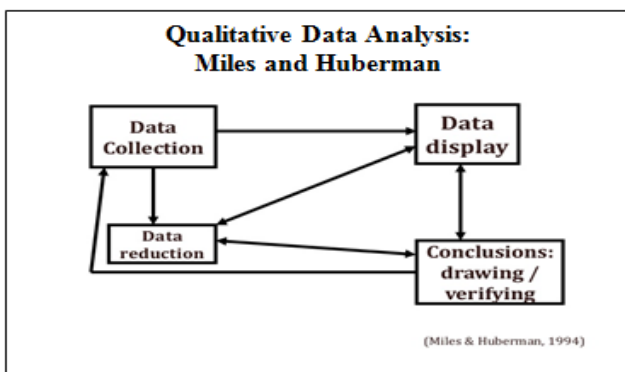 Qualitative Data Analysis:
Miles and Huberman
Data
Collection
Data
display
Data
reduction
Conclusions:
drawing /
verifying
(Miles & Huberman, 1994)